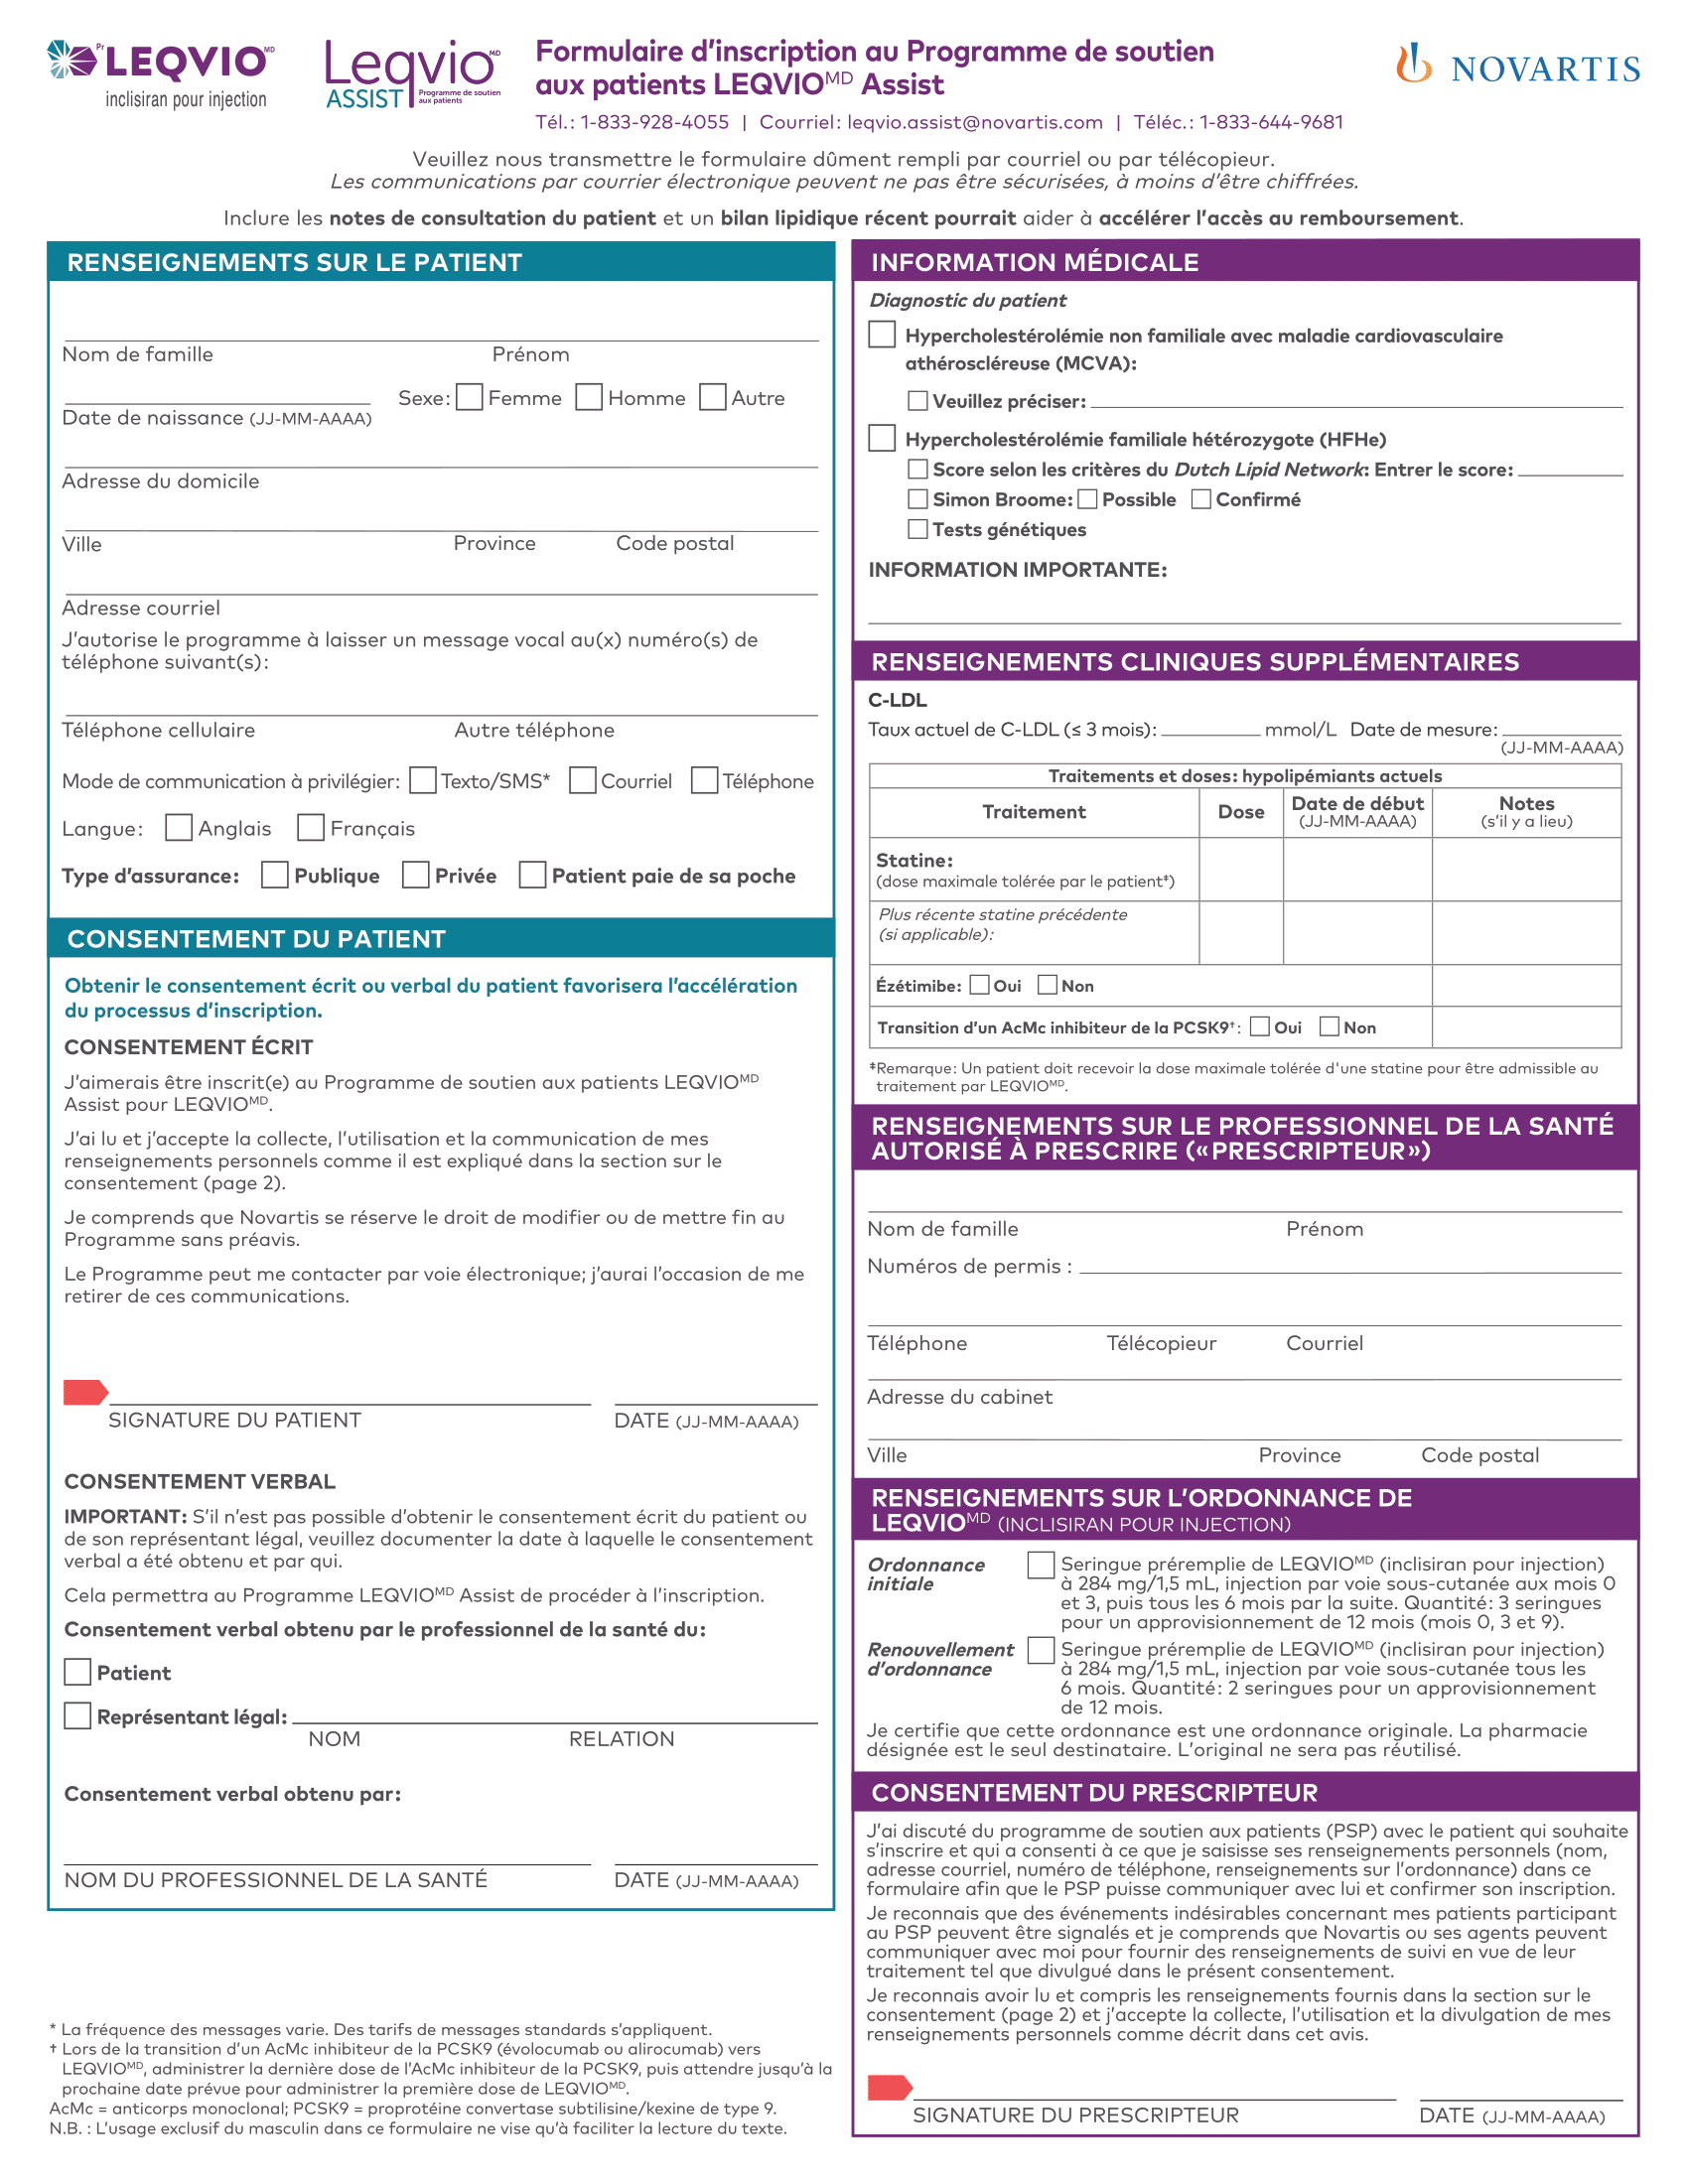 Pr LEQVIO MD
inclisiran pour injection
Leqvio MD
ASSIST Programme de soutien
aux patients
Formulaire d’inscription au Programme de soutien
aux patients LEQVIO MD Assist
NOVARTIS
Tél.: 1-833-928-4055 | Courriel: leqvio.assist@novartis.com | Téléc.: 1-833-644-9681
Veuillez nous transmettre le formulaire dûment rempli par courriel ou par télécopieur.
Les communications par courrier électronique peuvent ne pas être sécurisées, à moins d’être chiffrées.
Inclure les notes de consultation du patient et un bilan lipidique récent pourrait aider à accélérer l’accès au remboursement.
RENSEIGNEMENTS SUR LE PATIENT
Nom de famille Prénom
Sexe: Femme Homme Autre
Date de naissance (JJ-MM-AAAA)
Adresse du domicile
Ville Province Code postal
Adresse courriel
J’autorise le programme à laisser un message vocal au(x) numéro(s) de
téléphone suivant(s):
Téléphone cellulaire Autre téléphone
Mode de communication à privilégier: Texto/SMS* Courriel Téléphone
Langue: Anglais Français
Type d’assurance: Publique Privée Patient paie de sa poche
CONSENTEMENT DU PATIENT
Obtenir le consentement écrit ou verbal du patient favorisera l’accélération
du processus d’inscription.
CONSENTEMENT ÉCRIT
J’aimerais être inscrit(e) au Programme de soutien aux patients LEQVIO MD
Assist pour LEQVIO MD.
J’ai lu et j’accepte la collecte, l’utilisation et la communication de mes
renseignements personnels comme il est expliqué dans la section sur le
consentement (page 2).
Je comprends que Novartis se réserve le droit de modifier ou de mettre fin au
Programme sans préavis.
Le Programme peut me contacter par voie électronique; j’aurai l’occasion de me
retirer de ces communications.
SIGNATURE DU PATIENT DATE (JJ-MM-AAAA)
CONSENTEMENT VERBAL
IMPORTANT: S’il n’est pas possible d’obtenir le consentement écrit du patient ou
de son représentant légal, veuillez documenter la date à laquelle le consentement
verbal a été obtenu et par qui.
Cela permettra au Programme LEQVIO MD Assist de procéder à l’inscription.
Consentement verbal obtenu par le professionnel de la santé du:
Patient
Représentant légal:
NOM RELATION
Consentement verbal obtenu par:
NOM DU PROFESSIONNEL DE LA SANTÉ DATE (JJ-MM-AAAA)
* La fréquence des messages varie. Des tarifs de messages standards s’appliquent.
† Lors de la transition d'un AcMc inhibiteur de la PCSK9 (évolocumab ou alirocumab) vers
LEQVIO MD, administrer la dernière dose de l’AcMc inhibiteur de la PCSK9, puis attendre jusqu’à la
prochaine date prévue pour administrer la première dose de LEQVIO MD.
AcMc = anticorps monoclonal; PCSK9 = proprotéine convertase subtilisine/kexine de type 9.
N.B. : L’usage exclusif du masculin dans ce formulaire ne vise qu’à faciliter la lecture du texte.
INFORMATION MÉDICALE
Diagnostic du patient
Hypercholestérolémie non familiale avec maladie cardiovasculaire
athéroscléreuse (MCVA):
Veuillez préciser:
Hypercholestérolémie familiale hétérozygote (HFHe)
Score selon les critères du Dutch Lipid Network: Entrer le score:
Simon Broome: Possible Confirmé
Tests génétiques
INFORMATION IMPORTANTE:
RENSEIGNEMENTS CLINIQUES SUPPLÉMENTAIRES
C-LDL
Taux actuel de C-LDL (≤ 3 mois): mmol/L Date de mesure:
(JJ-MM-AAAA)
Traitements et doses: hypolipémiants actuels
Traitement Dose Date de début (JJ-MM-AAAA) Notes (s’il y a lieu)
Statine:
(dose maximale tolérée par le patient‡)
Plus récente statine précédente
(si applicable):
Ézétimibe: Oui Non
Transition d’un AcMc inhibiteur de la PCSK9†: Oui Non
‡Remarque: Un patient doit recevoir la dose maximale tolérée d'une statine pour être admissible au
traitement par LEQVIO MD.
RENSEIGNEMENTS SUR LE PROFESSIONNEL DE LA SANTÉ
AUTORISÉ À PRESCRIRE («PRESCRIPTEUR»)
Nom de famille Prénom
Numéros de permis :
Téléphone Télécopieur Courriel
Adresse du cabinet
Ville Province Code postal
RENSEIGNEMENTS SUR L’ORDONNANCE DE
LEQVIO MD (INCLISIRAN POUR INJECTION)
Ordonnance initiale
Seringue préremplie de LEQVIO MD (inclisiran pour injection)
à 284 mg/1,5 mL, injection par voie sous-cutanée aux mois 0
et 3, puis tous les 6 mois par la suite. Quantité: 3 seringues
pour un approvisionnement de 12 mois (mois 0, 3 et 9).
Renouvellement d’ordonnance
Seringue préremplie de LEQVIO MD (inclisiran pour injection)
à 284 mg/1,5 mL, injection par voie sous-cutanée tous les
6 mois. Quantité: 2 seringues pour un approvisionnement
de 12 mois.
Je certifie que cette ordonnance est une ordonnance originale. La pharmacie
désignée est le seul destinataire. L’original ne sera pas réutilisé.
CONSENTEMENT DU PRESCRIPTEUR
J’ai discuté du programme de soutien aux patients (PSP) avec le patient qui souhaite
s’inscrire et qui a consenti à ce que je saisisse ses renseignements personnels (nom,
adresse courriel, numéro de téléphone, renseignements sur l’ordonnance) dans ce
formulaire afin que le PSP puisse communiquer avec lui et confirmer son inscription.
Je reconnais que des événements indésirables concernant mes patients participant
au PSP peuvent être signalés et je comprends que Novartis ou ses agents peuvent
communiquer avec moi pour fournir des renseignements de suivi en vue de leur
traitement tel que divulgué dans le présent consentement.
Je reconnais avoir lu et compris les renseignements fournis dans la section sur le
consentement (page 2) et j’accepte la collecte, l’utilisation et la divulgation de mes
renseignements personnels comme décrit dans cet avis.
SIGNATURE DU PRESCRIPTEUR DATE (JJ-MM-AAAA)